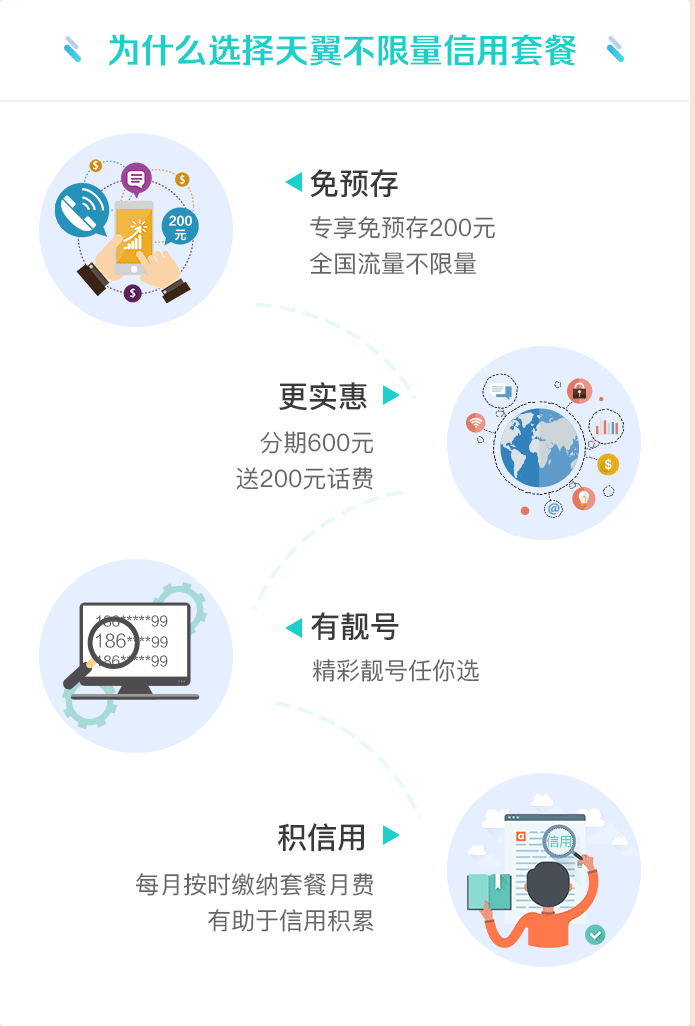 为什么选择天翼不限量信用套餐
200
元
免预存
专享免预存200元
全国流量不限量
更实惠
分期600元
送200元话费
186*****99
186*****99
186*****99
有靓号
精彩靓号任你选
信用
积信用
每月按时缴纳套餐月费
有助于信用积累